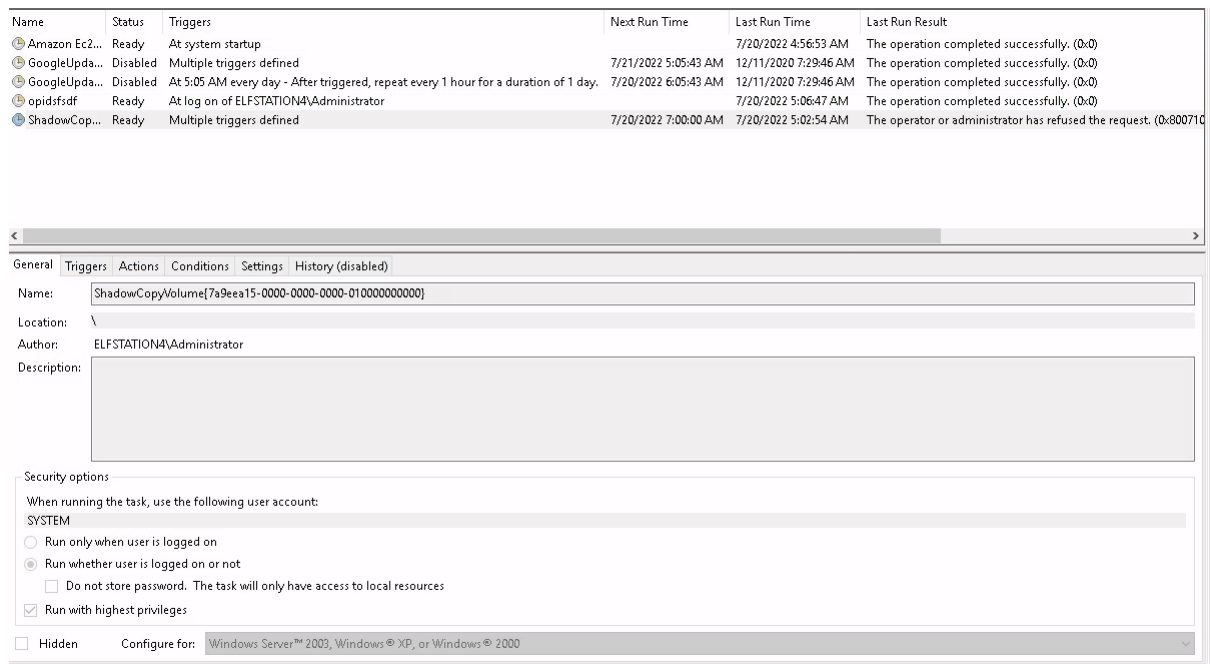 Name Status Triggers Next Run Time Last Run Time Last Run Result
Amazon Ec2... Ready At system startup 7/20/2022 4:56:53 AM The operation completed successfully. (0x0)
GoogleUpda... Disabled Multiple triggers defined 7/21/2022 5:05:43 AM 12/11/2020 7:29:46 AM The operation completed successfully. (0x0)
GoogleUpda... Disabled At 5:05 AM every day - After triggered, repeat every 1 hour for a duration of 1 day. 7/20/2022 6:05:43 AM 12/11/2020 7:29:46 AM The operation completed successfully. (0x0)
opidsfsdf Ready At log on of ELFSTATION4\Administrator 7/20/2022 5:06:47 AM The operation completed successfully. (0x0)
ShadowCop... Ready Multiple triggers defined 7/20/2022 7:00:00 AM 7/20/2022 5:02:54 AM The operator or administrator has refused the request. (0x800710
General Triggers Actions Conditions Settings History (disabled)
Name: ShadowCopyVolume{7a9eea15-0000-0000-0000-010000000000}
Location: \
Author: ELFSTATION4\Administrator
Description:
Security options
When running the task, use the following user account:
SYSTEM
Run only when user is logged on
Run whether user is logged on or not
Do not store password. The task will only have access to local resources
Run with highest privileges
Hidden Configure for: Windows Server™ 2003, Windows® XP, or Windows® 2000